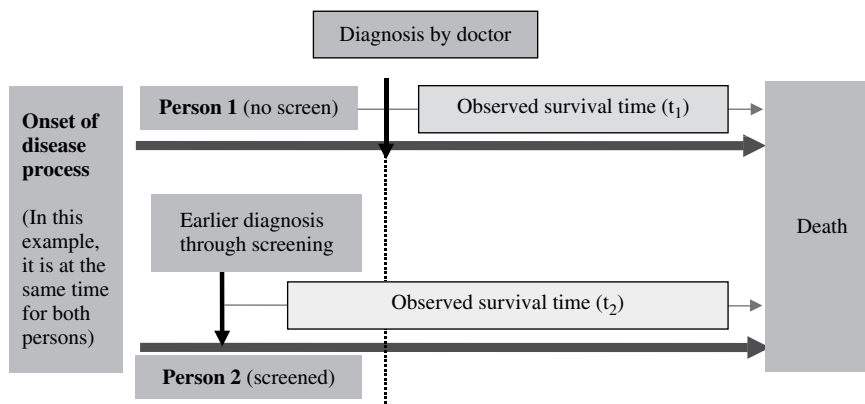 Diagnosis by doctor
Person 1 (no screen)
Observed survival time (t₁)
Onset of
disease
process
(In this
example,
it is at the
same time
for both
persons)
Earlier diagnosis
through screening
Death
Observed survival time (t₂)
Person 2 (screened)